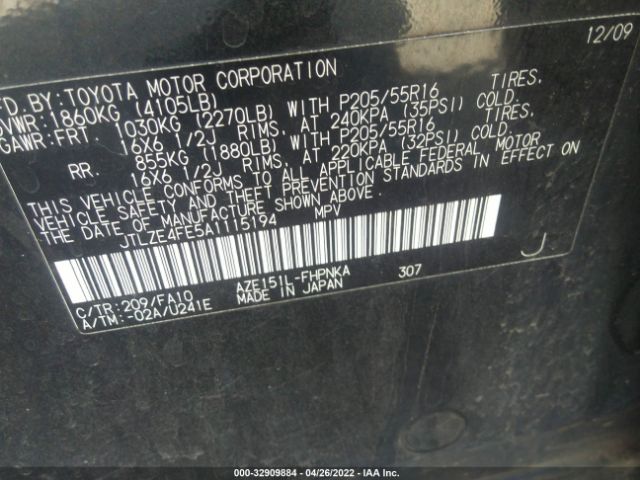 12/09
FD. BY: TOYOTA MOTOR CORPORATION
GVWR: 1860KG (4105LB)
GAWR: FRT 1030KG (2270LB) WITH P205/55R16 TIRES,
16X6 1/2J RIMS, AT 240KPA (35PSI) COLD.
RR. 855KG (1880LB) WITH P205/55R16 TIRES,
16X6 1/2J RIMS, AT 220KPA (32PSI) COLD.
THIS VEHICLE CONFORMS TO ALL APPLICABLE FEDERAL MOTOR
VEHICLE SAFETY AND THEFT PREVENTION STANDARDS IN EFFECT ON
THE DATE OF MANUFACTURE SHOWN ABOVE.
JTLZE4FE5A1115194 MPV
J
C/TR: 209/FA10 AZE151L-FHPNKA 307
A/TM: -02A/U241E MADE IN JAPAN
000-32909884 - 04/26/2022 - IAA Inc.